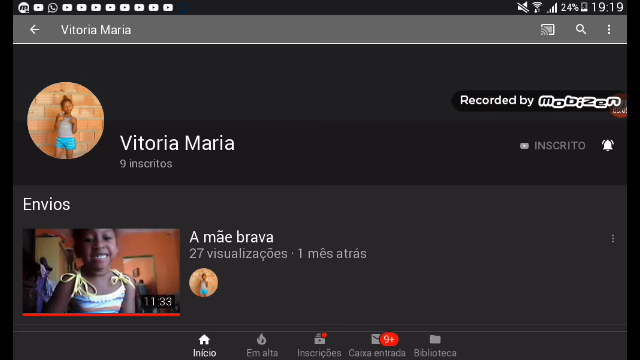 24% 19:19
Vitoria Maria
Recorded by MOBIZEN
Vitoria Maria
9 inscritos
INSCRITO
Envios
A mãe brava
27 visualizações · 1 mês atrás
11:33
9+
Início Em alta Inscrições Caixa entrada Biblioteca